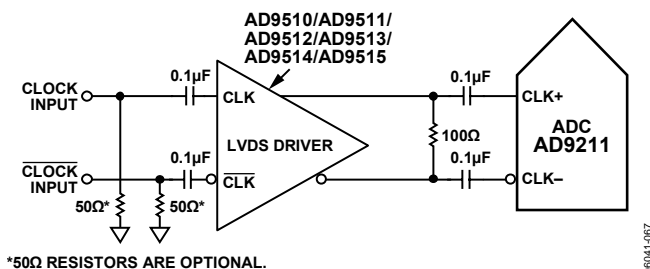 AD9510/AD9511/
AD9512/AD9513/
AD9514/AD9515
CLOCK
INPUT
0.1µF
CLK
LVDS DRIVER
CLOCK
INPUT
0.1µF
CLK
50Ω*
50Ω*
0.1µF
CLK+
100Ω
ADC
AD9211
0.1µF
CLK–
*50Ω RESISTORS ARE OPTIONAL.
6041-067